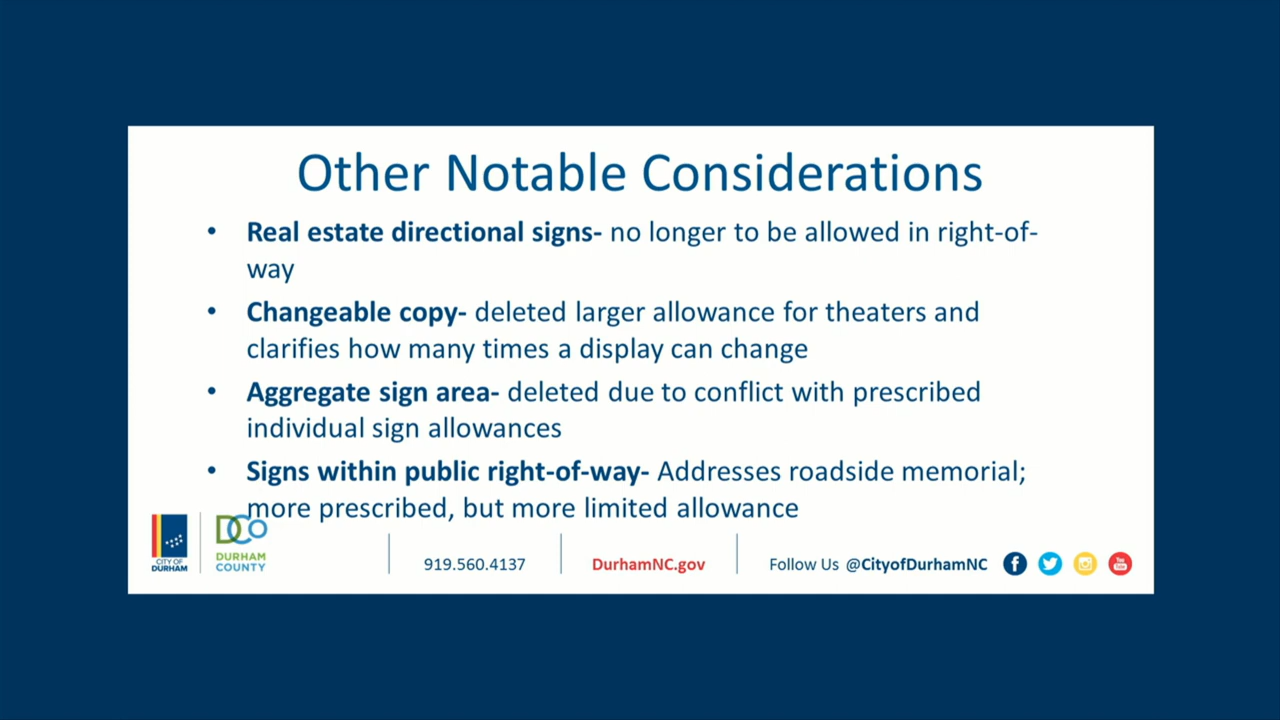 Other Notable Considerations
• Real estate directional signs- no longer to be allowed in right-of-
way
• Changeable copy- deleted larger allowance for theaters and
clarifies how many times a display can change
• Aggregate sign area- deleted due to conflict with prescribed
individual sign allowances
• Signs within public right-of-way- Addresses roadside memorial;
more prescribed, but more limited allowance
CITY OF
DURHAM
DCo
DURHAM
COUNTY
919.560.4137
DurhamNC.gov
Follow Us @CityofDurhamNC
You
Tube